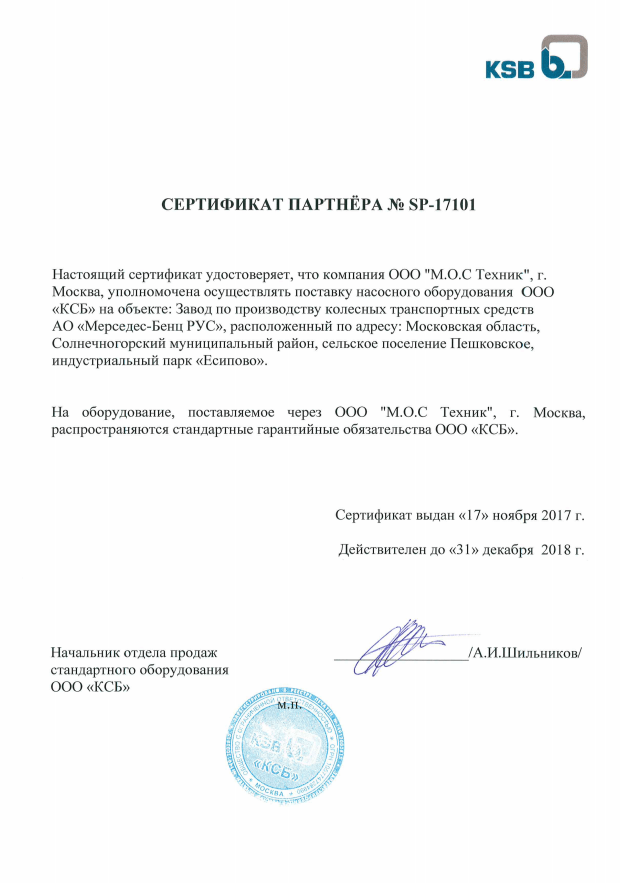 KSB
СЕРТИФИКАТ ПАРТНЁРА № SP-17101
Настоящий сертификат удостоверяет, что компания ООО "М.О.С Техник", г.
Москва, уполномочена осуществлять поставку насосного оборудования ООО
«КСБ» на объекте: Завод по производству колесных транспортных средств
АО «Мерседес-Бенц РУС», расположенный по адресу: Московская область,
Солнечногорский муниципальный район, сельское поселение Пешковское,
индустриальный парк «Есипово».
На оборудование, поставляемое через ООО "М.О.С Техник", г. Москва,
распространяются стандартные гарантийные обязательства ООО «КСБ».
Сертификат выдан «17» ноября 2017 г.
Действителен до «31» декабря 2018 г.
Начальник отдела продаж
стандартного оборудования
ООО «КСБ»
/А.И.Шильников/
м.п.
ОБЩЕСТВО С ОГРАНИЧЕННОЙ ОТВЕТСТВЕННОСТЬЮ
KSB
«КСБ»
МОСКВА